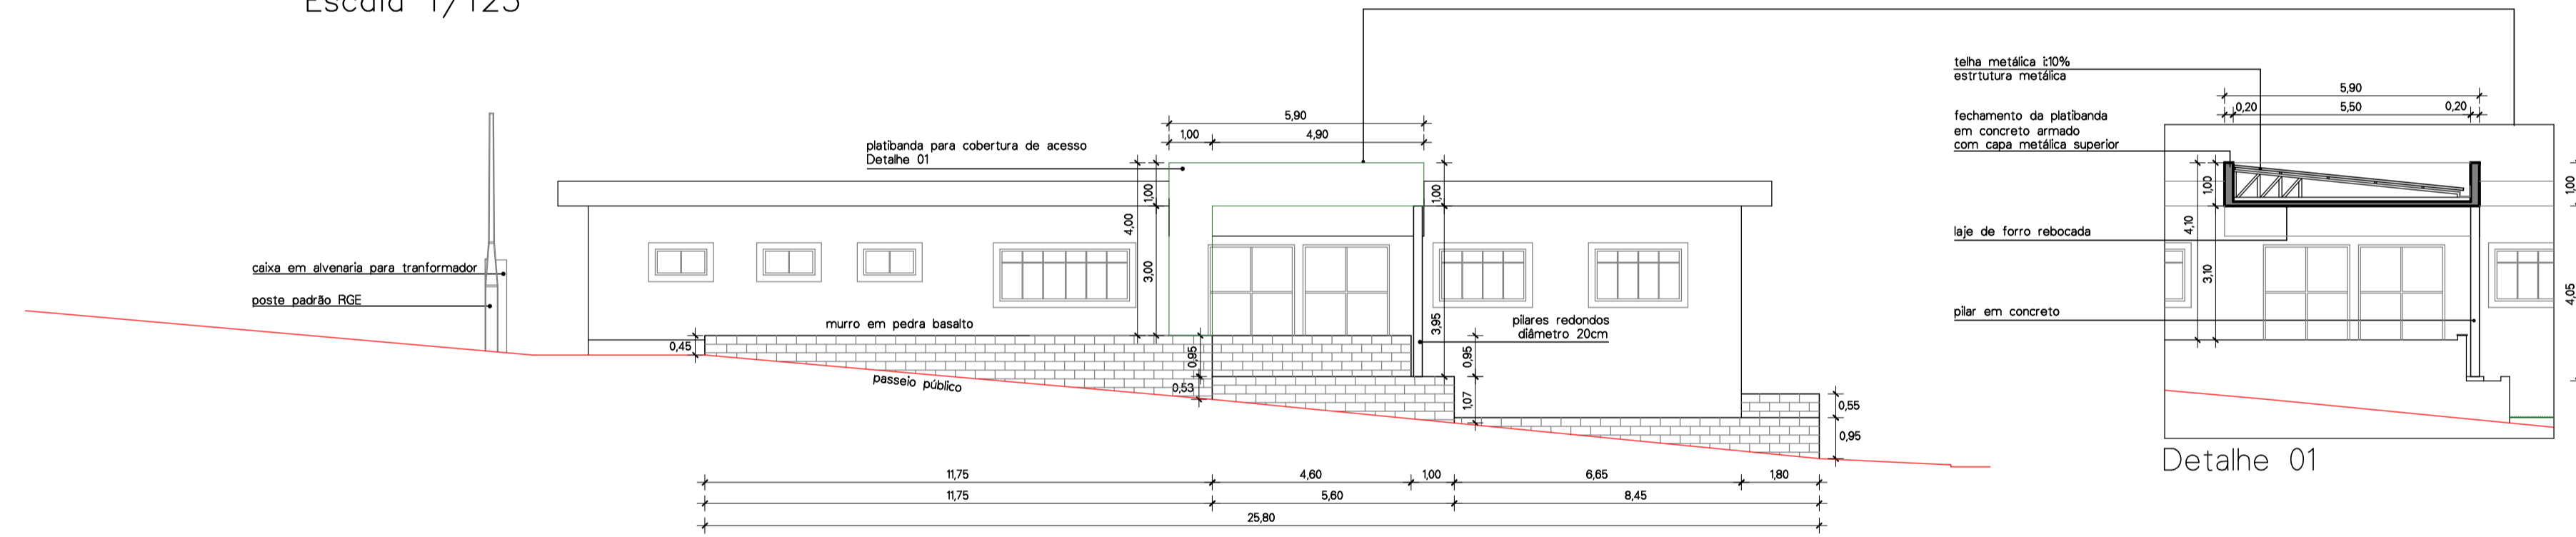 Escala 1/125
telha metálica i:10%
estrtutura metálica
5,90
0,20
5,50
0,20
fechamento da platibanda
em concreto armado
com capa metálica superior
5,90
1,00
4,90
platibanda para cobertura de acesso
Detalhe 01
1,00
4,00
3,00
1,00
3,95
1,00
4,10
3,10
1,00
4,05
laje de forro rebocada
pilar em concreto
caixa em alvenaria para tranformador
poste padrão RGE
murro em pedra basalto
pilares redondos
diâmetro 20cm
0,45
0,95
0,95
passeio público
0,53
1,07
0,55
0,95
Detalhe 01
11,75
4,60
1,00
6,65
1,80
11,75
5,60
8,45
25,80